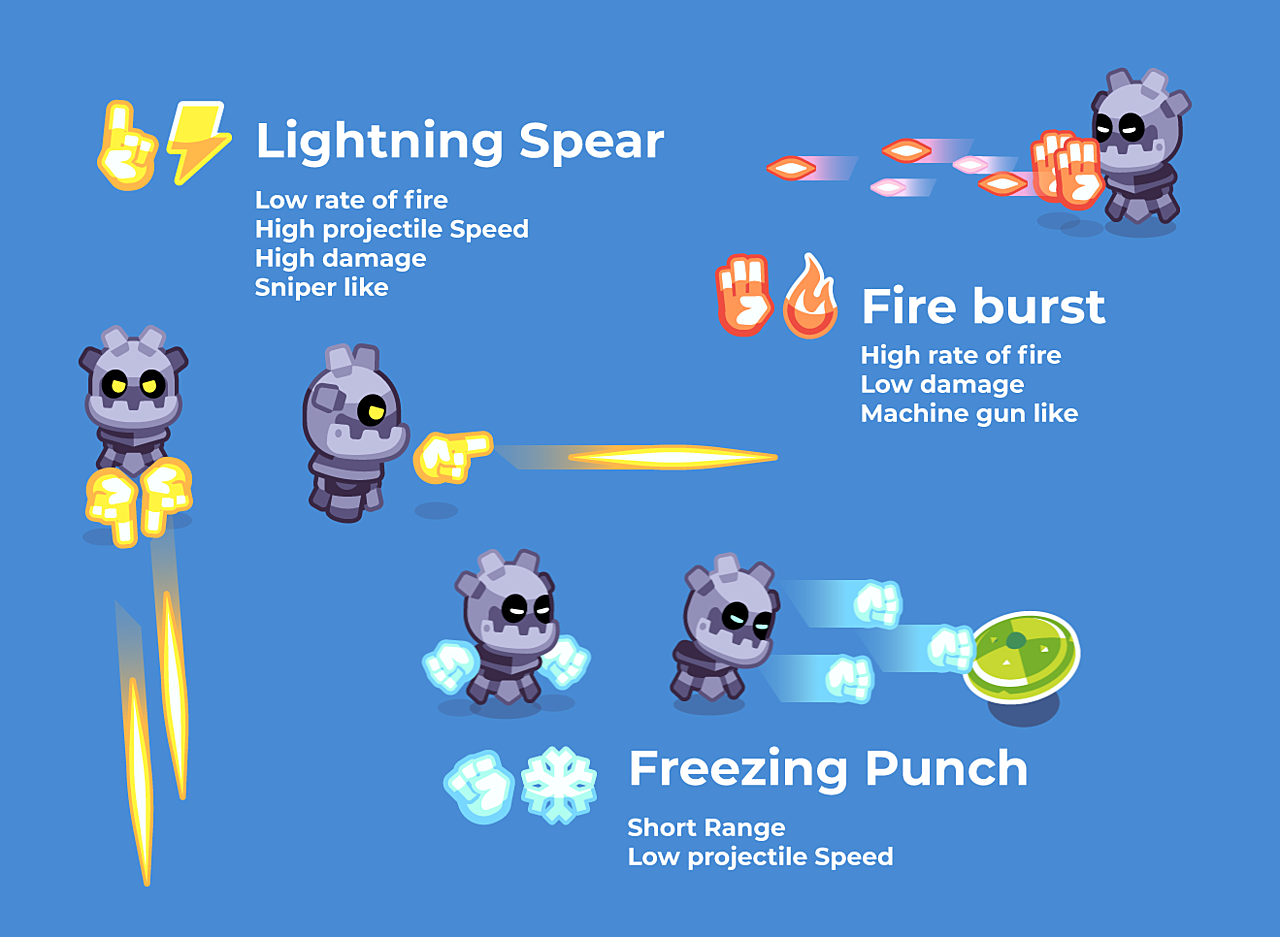 Lightning Spear
Low rate of fire
High projectile Speed
High damage
Sniper like
Fire burst
High rate of fire
Low damage
Machine gun like
Freezing Punch
Short Range
Low projectile Speed